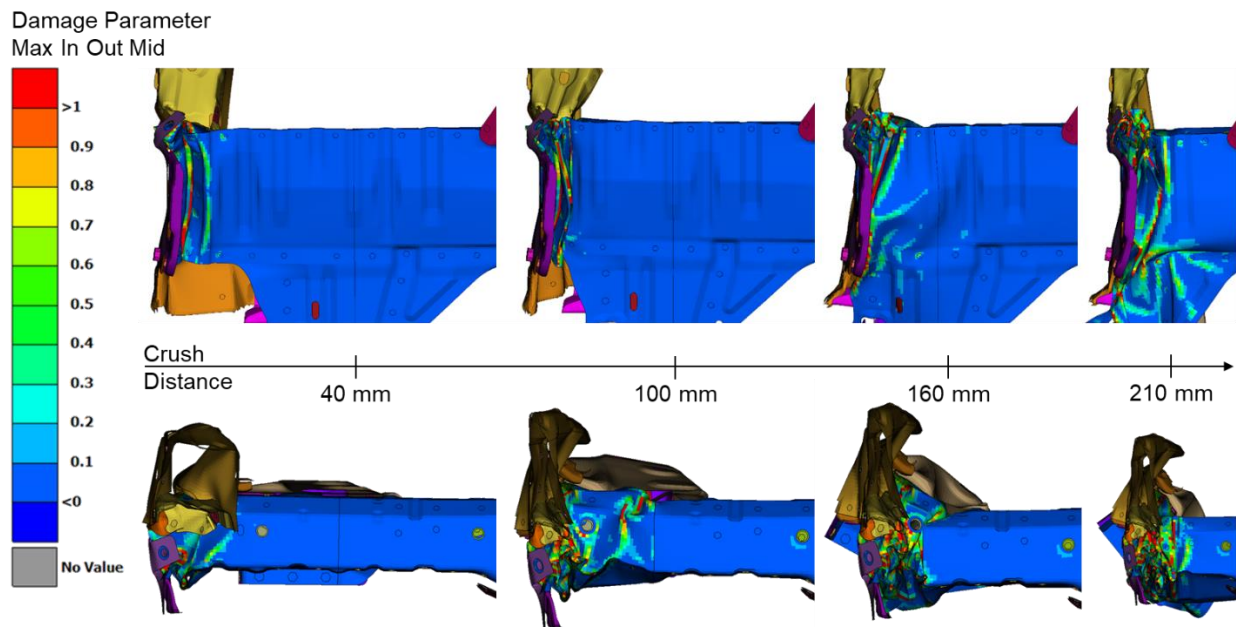 Damage Parameter
Max In Out Mid
>1
0.9
0.8
0.7
0.6
0.5
0.4
0.3
0.2
0.1
<0
No Value
Crush
Distance
40 mm
100 mm
160 mm
210 mm